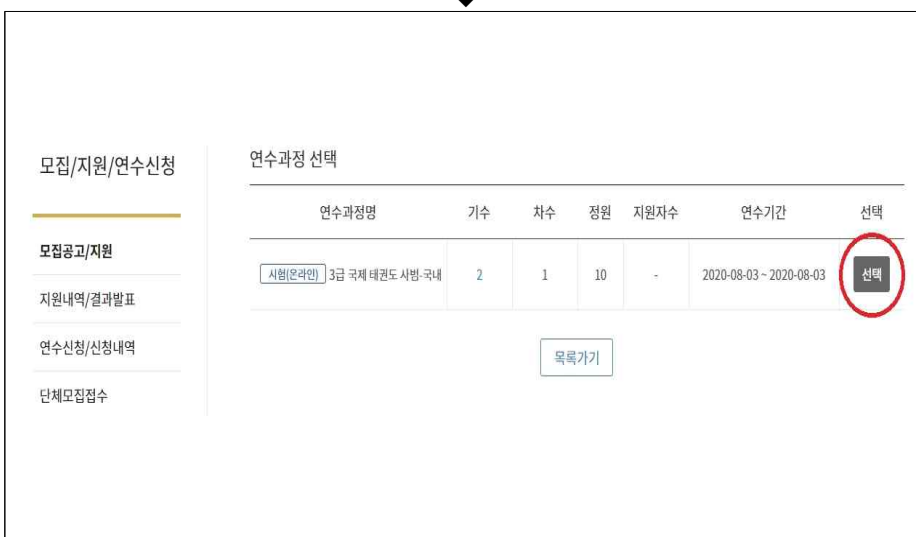 모집/지원/연수신청
모집공고/지원
지원내역/결과발표
연수신청/신청내역
단체모집접수
연수과정 선택
연수과정명 기수 차수 정원 지원자수 연수기간 선택
시험(온라인) 3급 국제 태권도 사범-국내 2 1 10 - 2020-08-03 ~ 2020-08-03 선택
목록가기